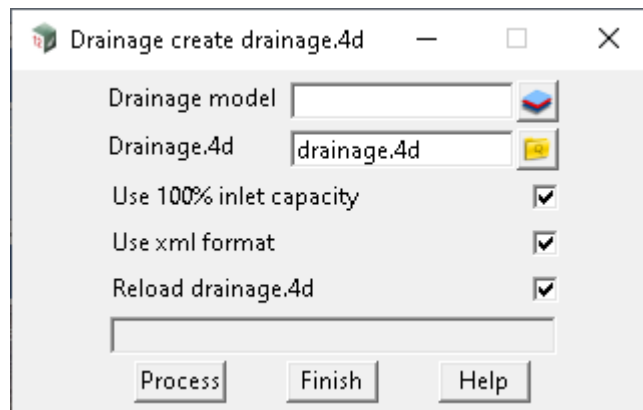 Drainage create drainage.4d
Drainage model
Drainage.4d drainage.4d
Use 100% inlet capacity
Use xml format
Reload drainage.4d
Process Finish Help